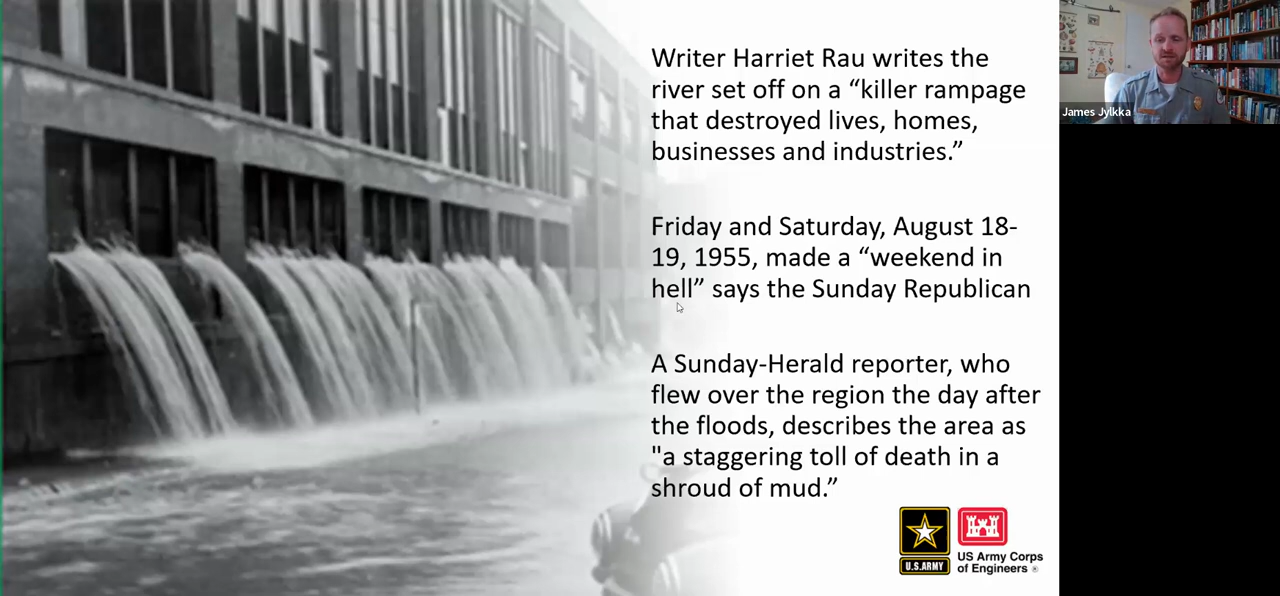 Writer Harriet Rau writes the
river set off on a “killer rampage
that destroyed lives, homes,
businesses and industries.”
Friday and Saturday, August 18-
19, 1955, made a “weekend in
hell” says the Sunday Republican
A Sunday-Herald reporter, who
flew over the region the day after
the floods, describes the area as
"a staggering toll of death in a
shroud of mud.”
U.S.ARMY
US Army Corps
of Engineers ®
James Jylkka